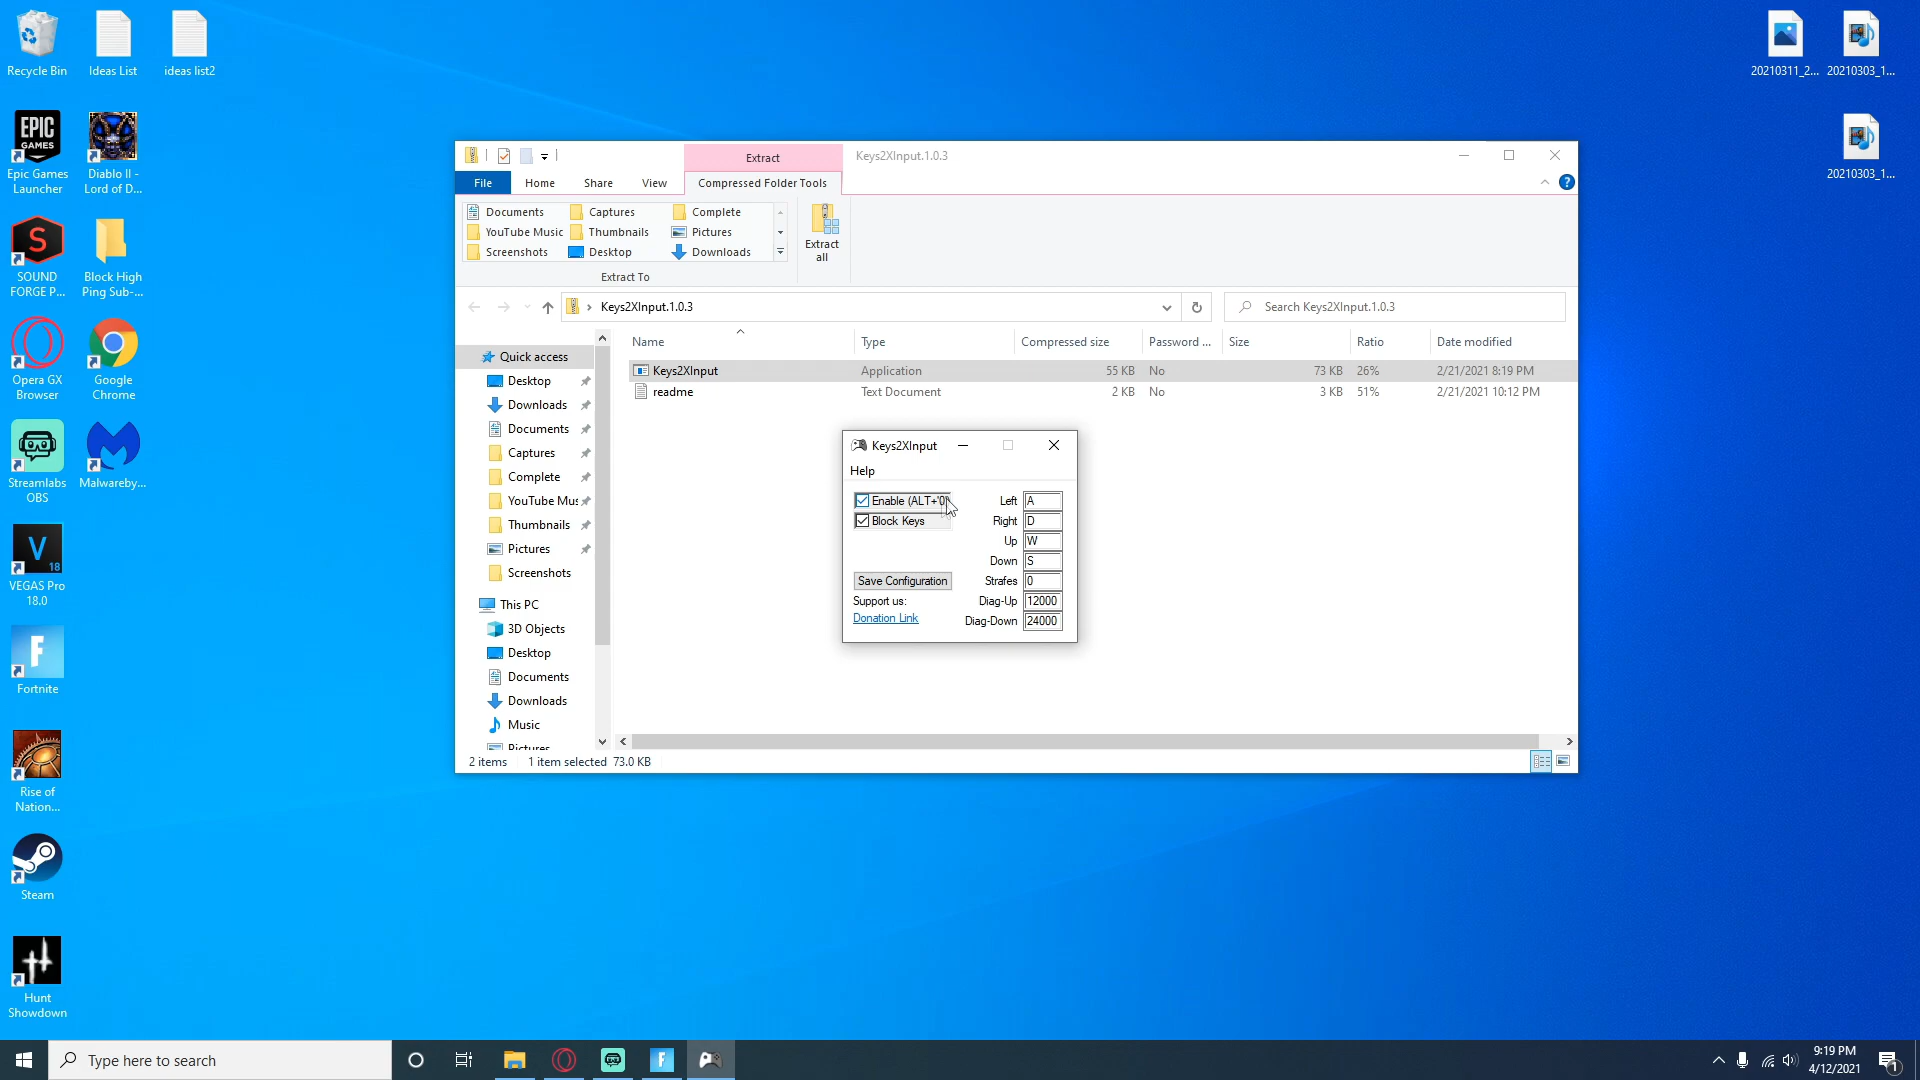 Recycle Bin
Ideas List
ideas list2
20210311_2...
20210303_1...
EPIC
GAMES
Epic Games
Launcher
Diablo II -
Lord of D...
20210303_1...
SOUND
FORGE P...
Block High
Ping Sub-...
Opera GX
Browser
Google
Chrome
Streamlabs
OBS
Malwareby...
V
18
VEGAS Pro
18.0
F
Fortnite
Rise of
Nation...
Steam
Hunt
Showdown
Extract
Keys2XInput.1.0.3
File
Home
Share
View
Compressed Folder Tools
Documents
Captures
Complete
YouTube Music
Thumbnails
Pictures
Screenshots
Desktop
Downloads
Extract To
Extract
all
Keys2XInput.1.0.3
Search Keys2XInput.1.0.3
Name
Type
Compressed size
Password ...
Size
Ratio
Date modified
Keys2XInput
Application
55 KB
No
73 KB
26%
2/21/2021 8:19 PM
readme
Text Document
2 KB
No
3 KB
51%
2/21/2021 10:12 PM
Quick access
Desktop
Downloads
Documents
Captures
Complete
YouTube Mus
Thumbnails
Pictures
Screenshots
This PC
3D Objects
Desktop
Documents
Downloads
Music
Pictures
2 items
1 item selected 73.0 KB
Keys2XInput
Help
Enable (ALT+'0'
Block Keys
Save Configuration
Support us:
Donation Link
Left A
Right D
Up W
Down S
Strafes 0
Diag-Up 12000
Diag-Down 24000
Type here to search
F
9:19 PM
4/12/2021
1